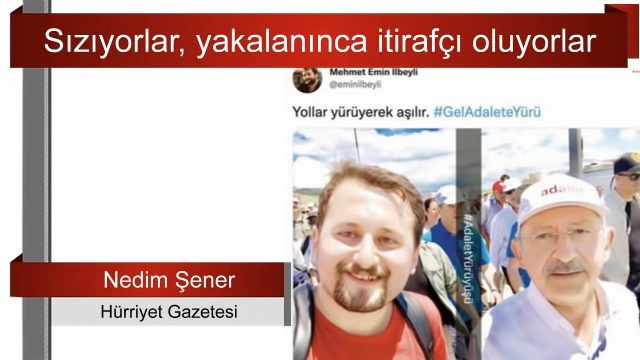 Sızıyorlar, yakalanınca itirafçı oluyorlar
Mehmet Emin İlbeyli
@eminilbeyli
Yollar yürüyerek aşılır. #GelAdaleteYürü
adalet
#AdaletYürüyüşü
Nedim Şener
Hürriyet Gazetesi